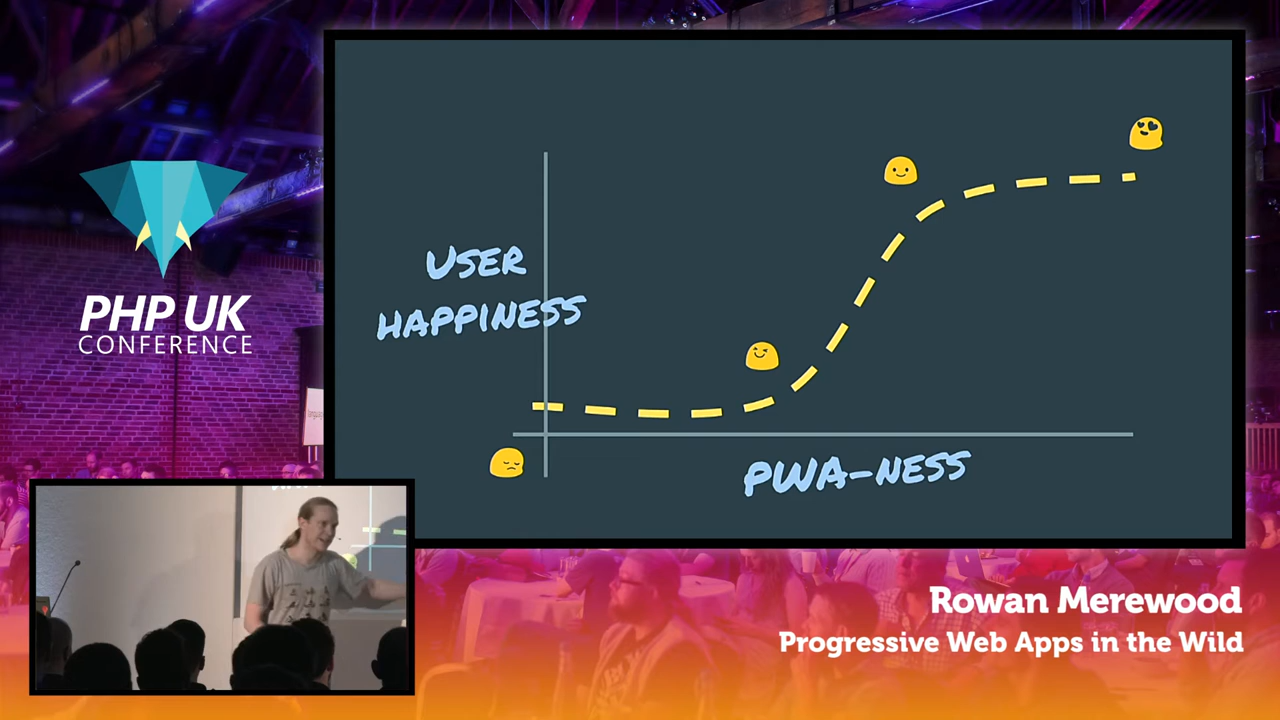 PHP UK
CONFERENCE
USER
HAPPINESS
PWA-NESS
Rowan Merewood
Progressive Web Apps in the Wild